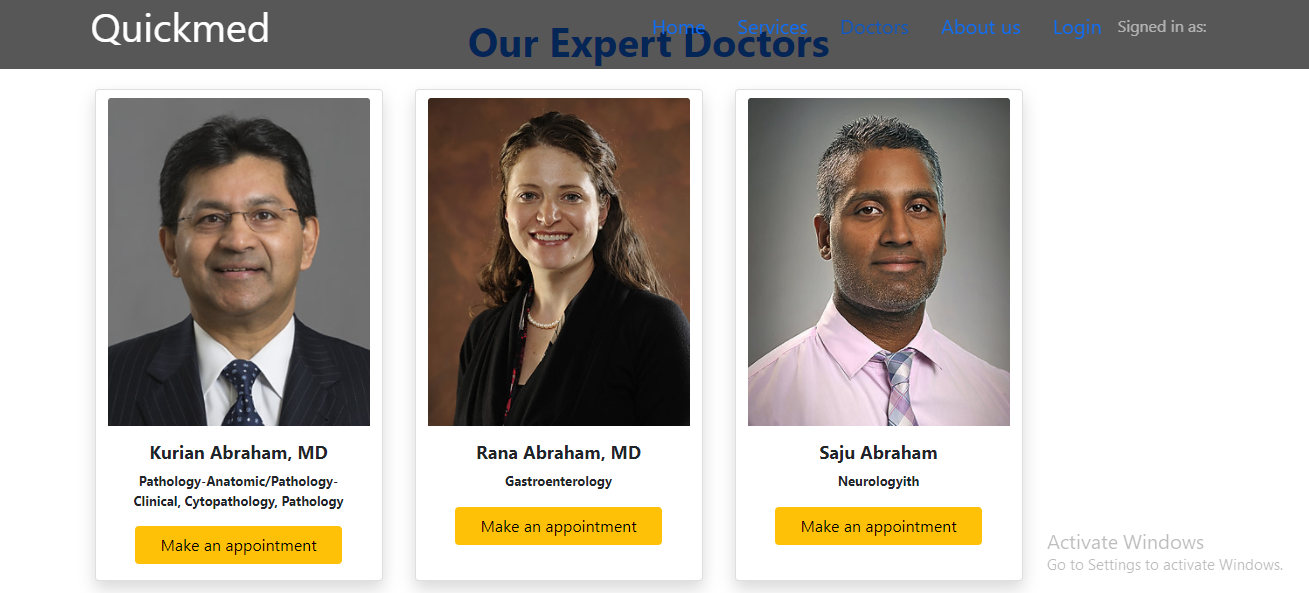 Quickmed
Home Services Doctors About us Login Signed in as:
Our Expert Doctors
Kurian Abraham, MD
Pathology-Anatomic/Pathology-
Clinical, Cytopathology, Pathology
Make an appointment
Rana Abraham, MD
Gastroenterology
Make an appointment
Saju Abraham
Neurologyith
Make an appointment
Activate Windows
Go to Settings to activate Windows.